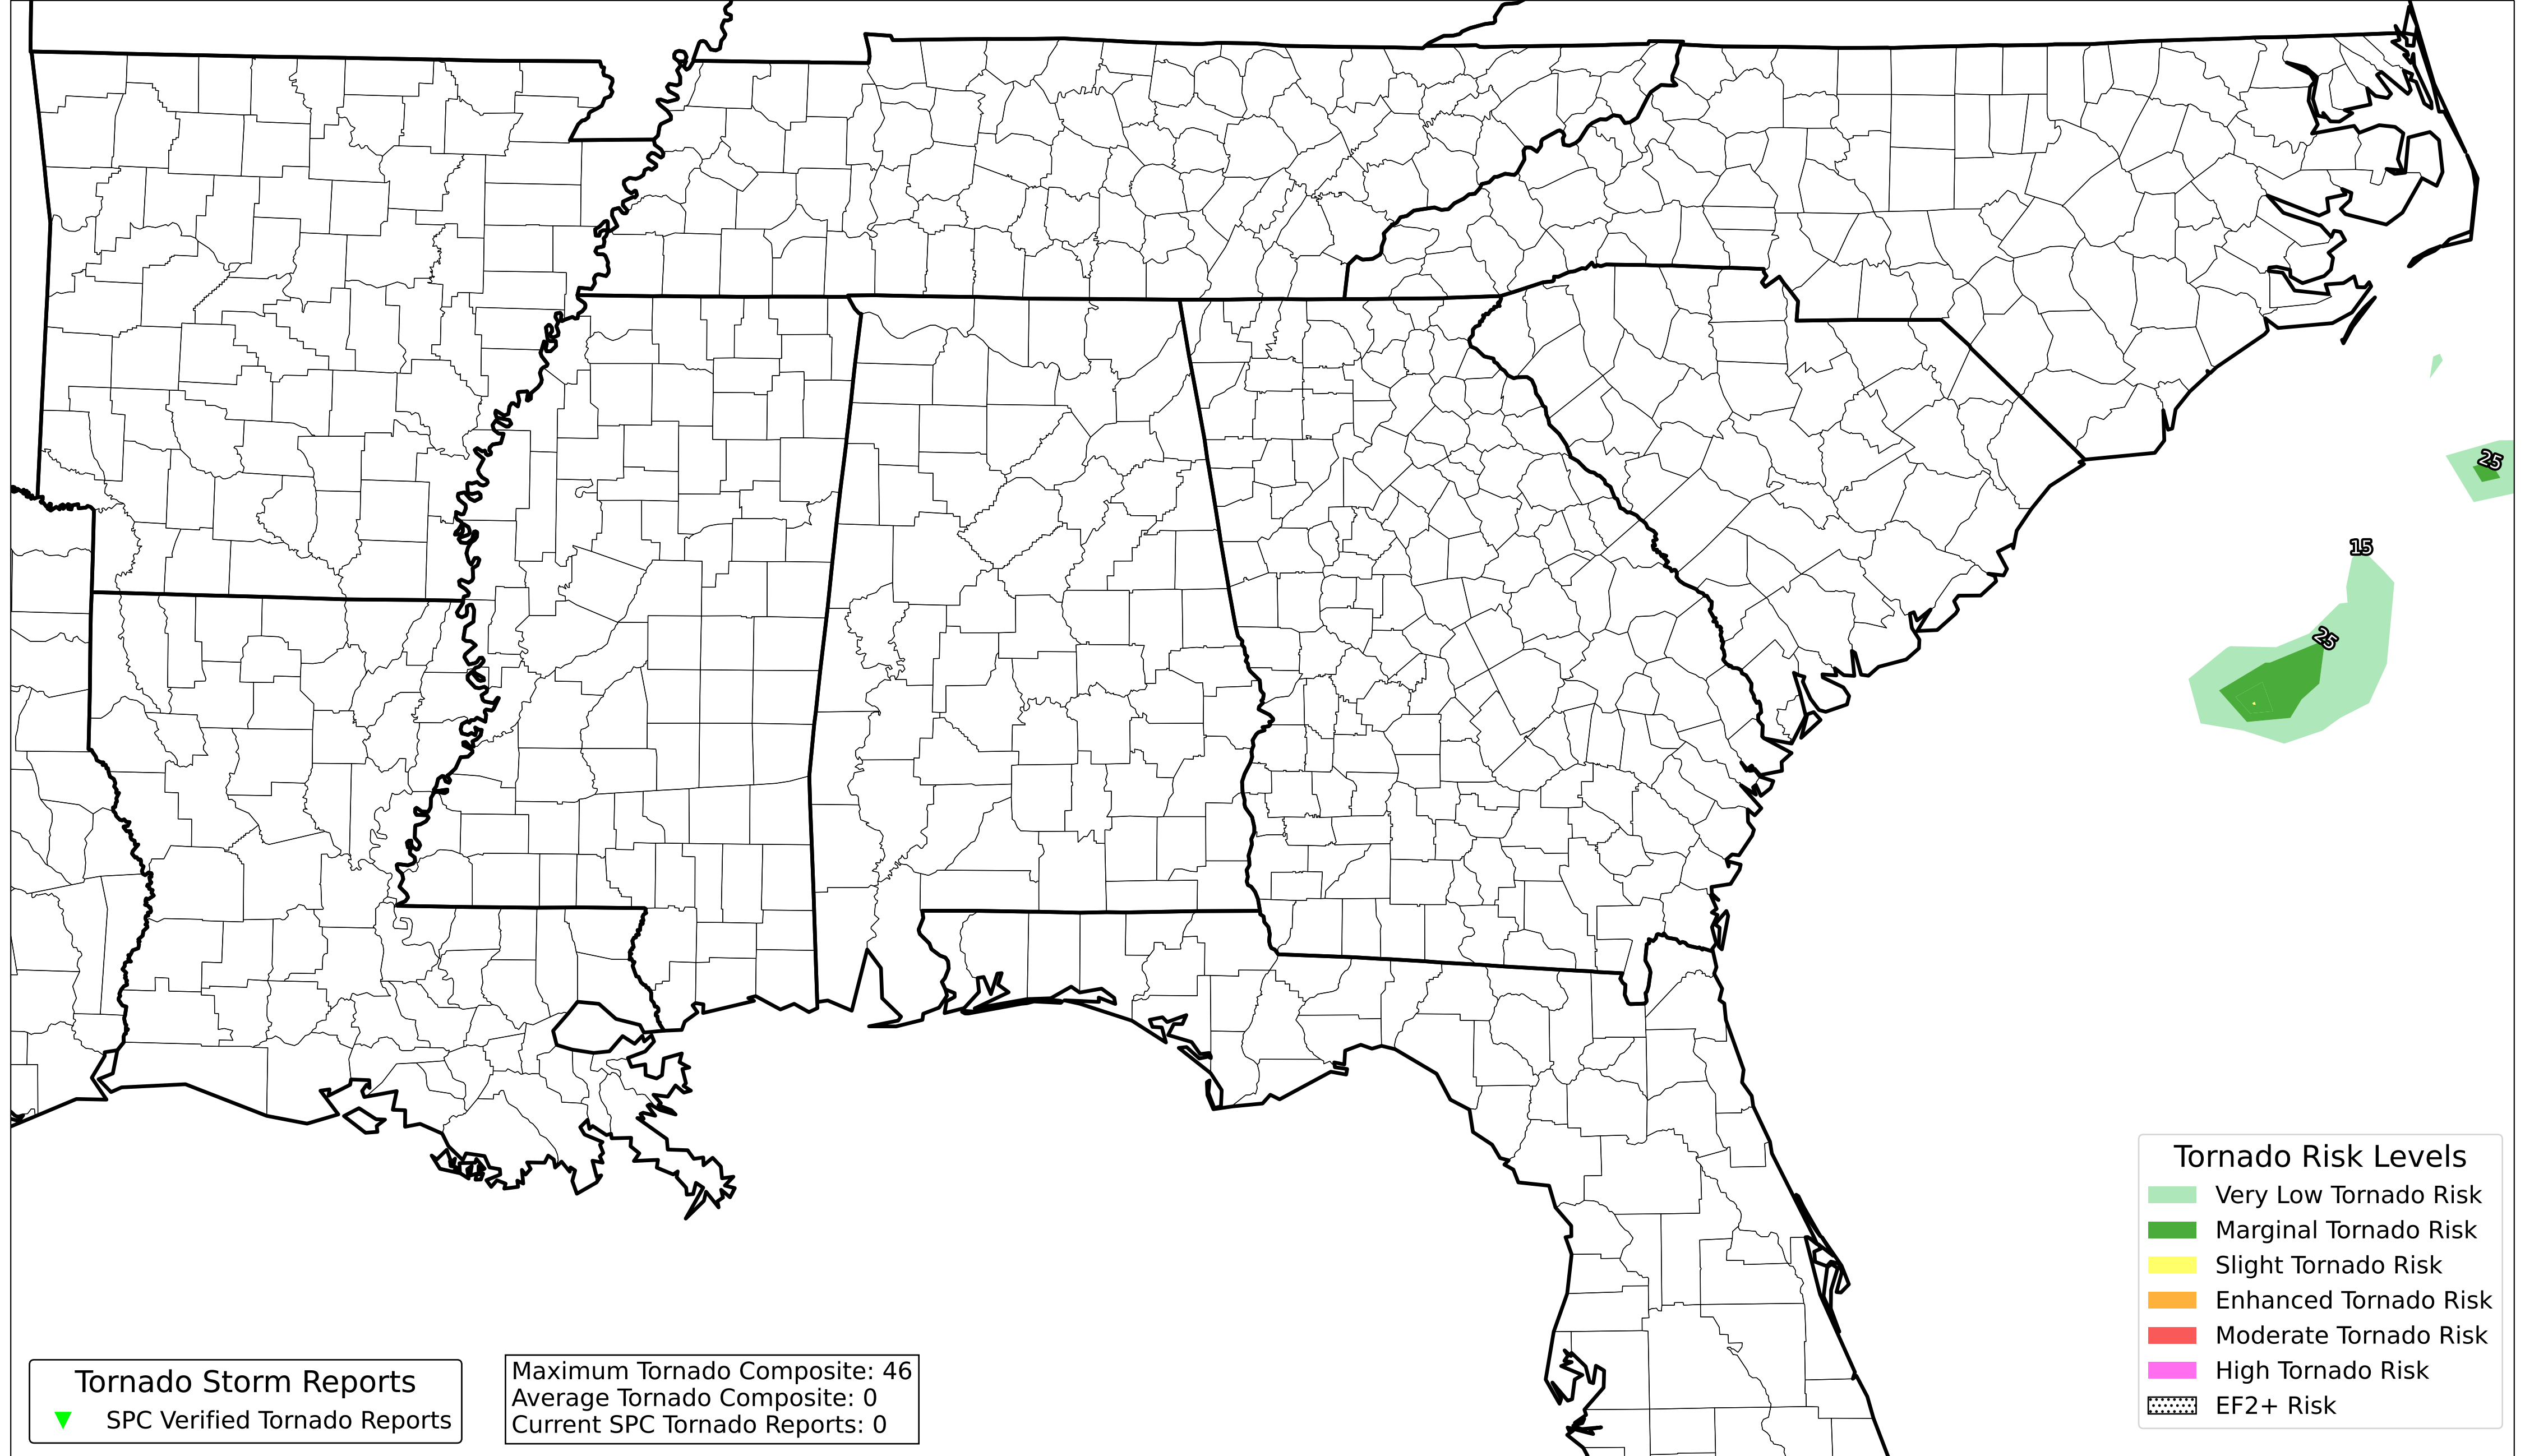 25
15
25
Tornado Risk Levels
Very Low Tornado Risk
Marginal Tornado Risk
Slight Tornado Risk
Enhanced Tornado Risk
Moderate Tornado Risk
High Tornado Risk
EF2+ Risk
Tornado Storm Reports
SPC Verified Tornado Reports
Maximum Tornado Composite: 46
Average Tornado Composite: 0
Current SPC Tornado Reports: 0